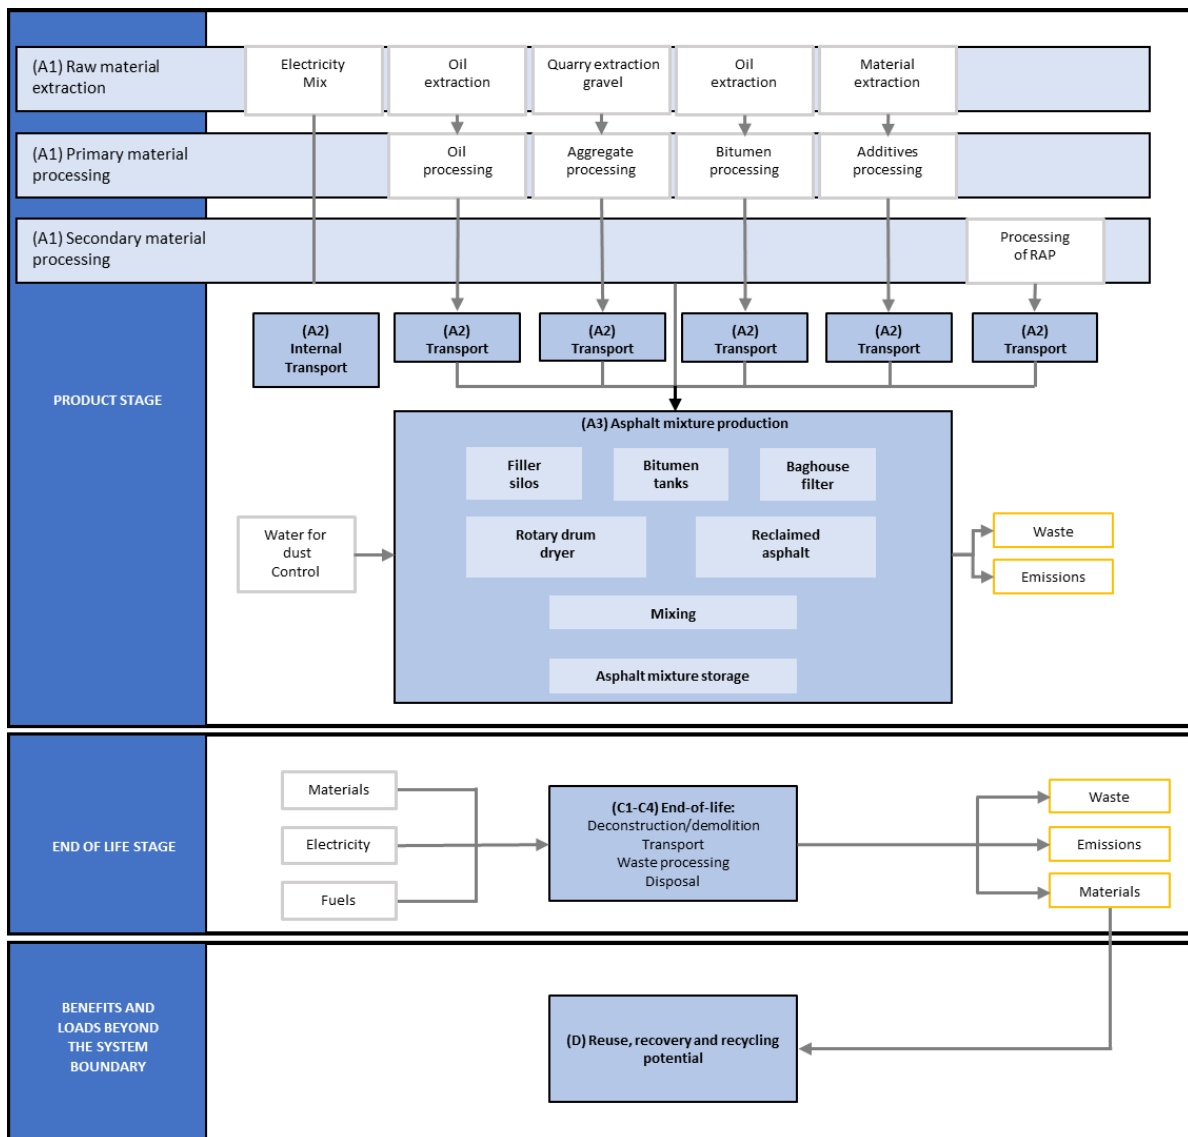 (A1) Raw material
extraction
Electricity
Mix
Oil
extraction
Quarry extraction
gravel
Oil
extraction
Material
extraction
(A1) Primary material
processing
Oil
processing
Aggregate
processing
Bitumen
processing
Additives
processing
(A1) Secondary material
processing
Processing
of RAP
(A2)
Internal
Transport
(A2)
Transport
(A2)
Transport
(A2)
Transport
(A2)
Transport
(A2)
Transport
PRODUCT STAGE
(A3) Asphalt mixture production
Filler
silos
Bitumen
tanks
Baghouse
filter
Water for
dust
Control
Rotary drum
dryer
Reclaimed
asphalt
Waste
Emissions
Mixing
Asphalt mixture storage
END OF LIFE STAGE
Materials
Electricity
Fuels
(C1-C4) End-of-life:
Deconstruction/demolition
Transport
Waste processing
Disposal
Waste
Emissions
Materials
BENEFITS AND
LOADS BEYOND
THE SYSTEM
BOUNDARY
(D) Reuse, recovery and recycling
potential